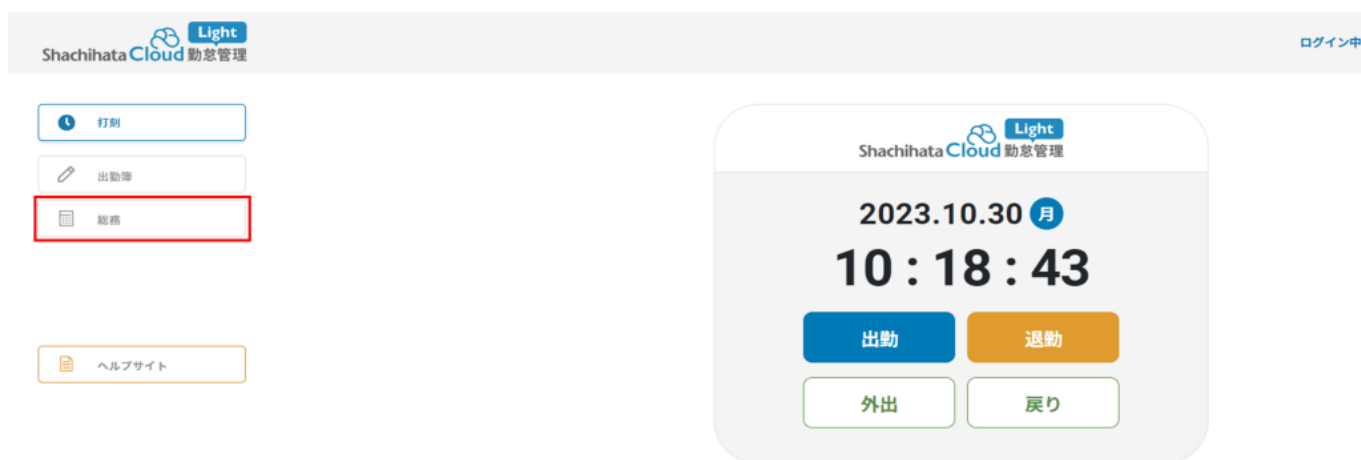 Light
Shachihata Cloud 勤怠管理
ログイン中
打刻
出勤簿
総務
ヘルプサイト
Light
Shachihata Cloud 勤怠管理
2023.10.30 月
10 : 18 : 43
出勤 退勤
外出 戻り